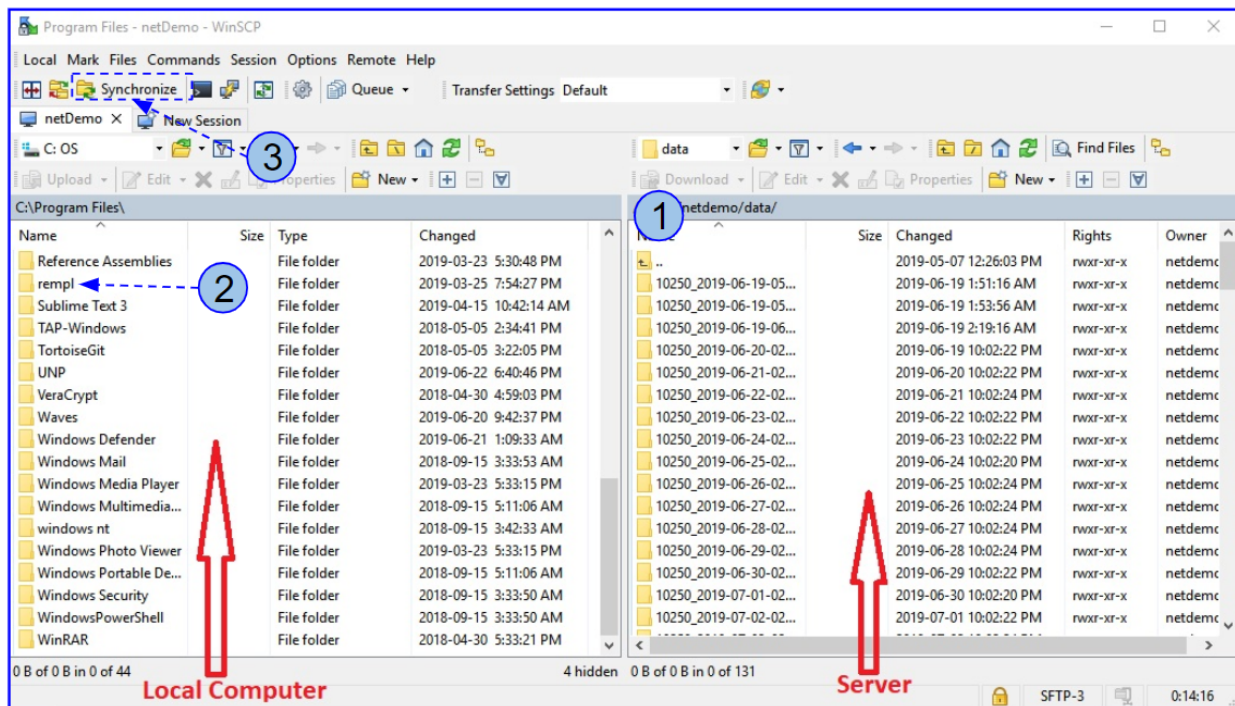 Program Files - netDemo - WinSCP
Local Mark Files Commands Session Options Remote Help
Synchronize Queue Transfer Settings Default
netDemo New Session
C: OS data Find Files
3
Upload Edit Properties New Download Edit Properties New
C:\Program Files\ netdemo/data/
1
Name Size Type Changed Size Changed Rights Owner
Reference Assemblies File folder 2019-03-23 5:30:48 PM .. 2019-05-07 12:26:03 PM rwxr-xr-x netdemc
rempl File folder 2019-03-25 7:54:27 PM 10250_2019-06-19-05... 2019-06-19 1:51:16 AM rwxr-xr-x netdemc
2
Sublime Text 3 File folder 2019-04-15 10:42:14 AM 10250_2019-06-19-05... 2019-06-19 1:53:56 AM rwxr-xr-x netdemc
TAP-Windows File folder 2018-05-05 2:34:41 PM 10250_2019-06-19-06... 2019-06-19 2:19:16 AM rwxr-xr-x netdemc
TortoiseGit File folder 2018-05-05 3:22:05 PM 10250_2019-06-20-02... 2019-06-19 10:02:22 PM rwxr-xr-x netdemc
UNP File folder 2019-06-22 6:40:46 PM 10250_2019-06-21-02... 2019-06-20 10:02:22 PM rwxr-xr-x netdemc
VeraCrypt File folder 2018-04-30 4:59:03 PM 10250_2019-06-22-02... 2019-06-21 10:02:24 PM rwxr-xr-x netdemc
Waves File folder 2019-06-20 9:42:37 PM 10250_2019-06-23-02... 2019-06-22 10:02:22 PM rwxr-xr-x netdemc
Windows Defender File folder 2019-06-21 1:09:33 AM 10250_2019-06-24-02... 2019-06-23 10:02:22 PM rwxr-xr-x netdemc
Windows Mail File folder 2018-09-15 3:33:53 AM 10250_2019-06-25-02... 2019-06-24 10:02:20 PM rwxr-xr-x netdemc
Windows Media Player File folder 2019-03-23 5:33:15 PM 10250_2019-06-26-02... 2019-06-25 10:02:24 PM rwxr-xr-x netdemc
Windows Multimedia... File folder 2018-09-15 5:11:06 AM 10250_2019-06-27-02... 2019-06-26 10:02:24 PM rwxr-xr-x netdemc
windows nt File folder 2018-09-15 3:42:33 AM 10250_2019-06-28-02... 2019-06-27 10:02:24 PM rwxr-xr-x netdemc
Windows Photo Viewer File folder 2019-03-23 5:33:15 PM 10250_2019-06-29-02... 2019-06-28 10:02:24 PM rwxr-xr-x netdemc
Windows Portable De... File folder 2018-09-15 5:11:06 AM 10250_2019-06-30-02... 2019-06-29 10:02:22 PM rwxr-xr-x netdemc
Windows Security File folder 2018-09-15 3:33:50 AM 10250_2019-07-01-02... 2019-06-30 10:02:20 PM rwxr-xr-x netdemc
WindowsPowerShell File folder 2018-09-15 3:33:50 AM 10250_2019-07-02-02... 2019-07-01 10:02:22 PM rwxr-xr-x netdemc
WinRAR File folder 2018-04-30 5:33:21 PM
0 B of 0 B in 0 of 44 4 hidden 0 B of 0 B in 0 of 131
Local Computer Server
SFTP-3 0:14:16